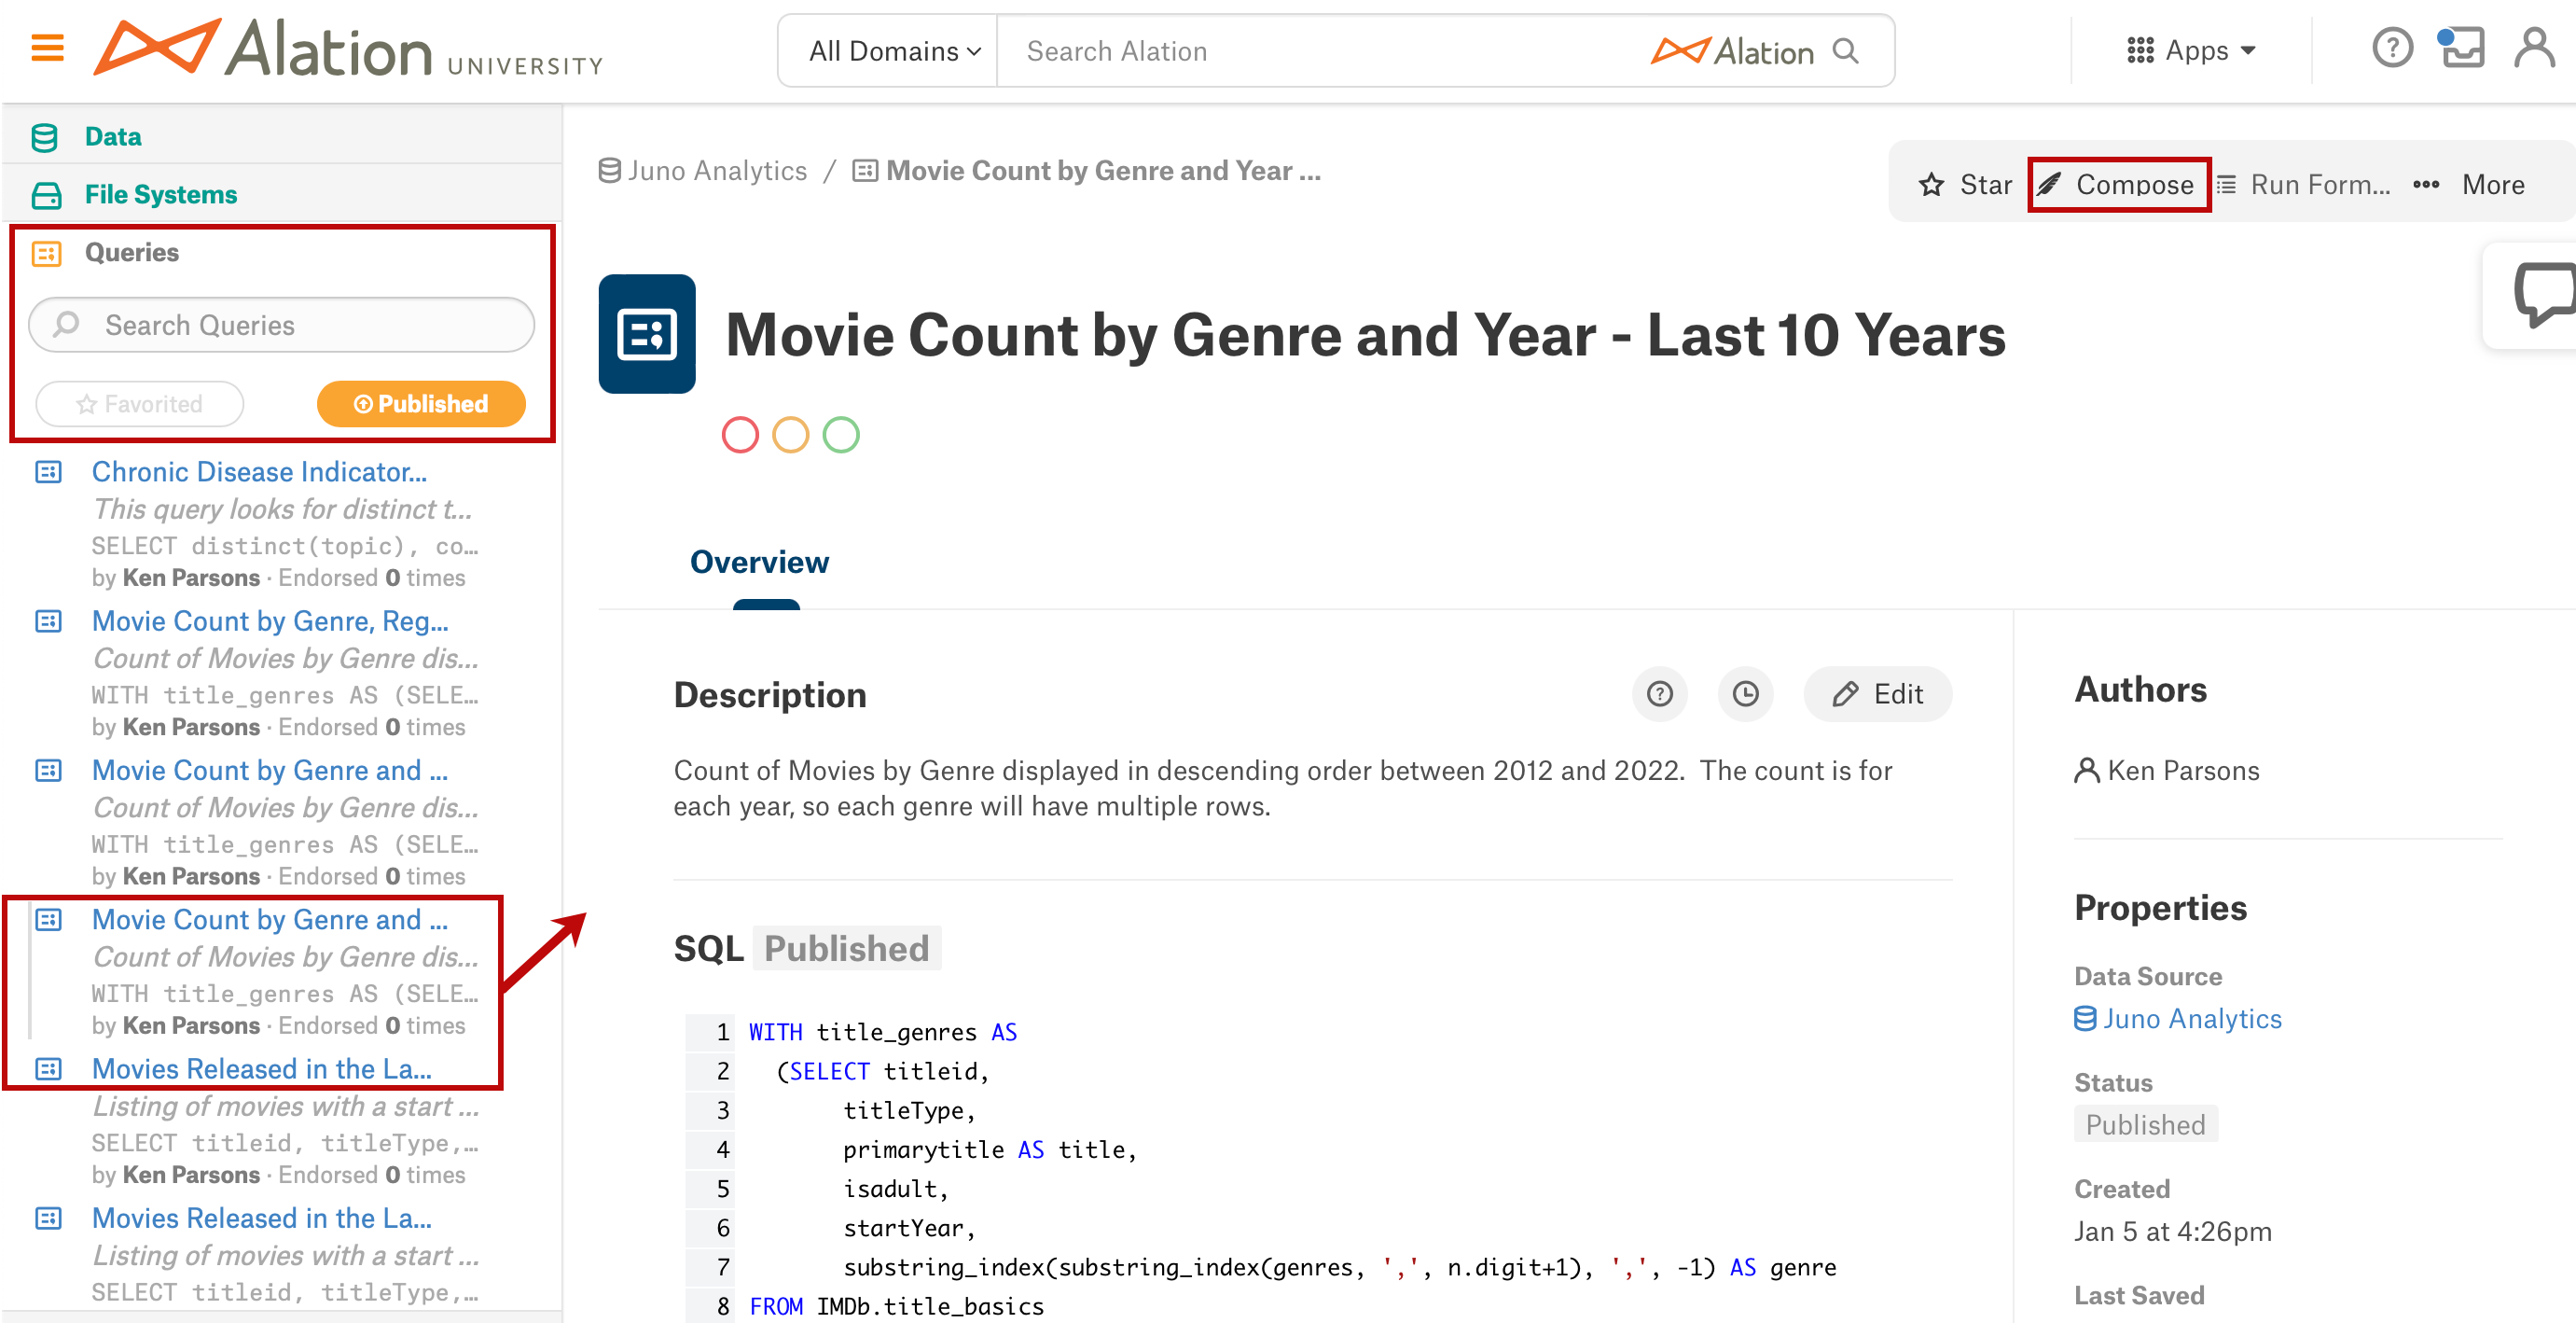 Alation UNIVERSITY
All Domains
Search Alation
Alation
Apps
Data
File Systems
Queries
Search Queries
Favorited
Published
Chronic Disease Indicator...
This query looks for distinct t...
SELECT distinct(topic), co...
by Ken Parsons · Endorsed 0 times
Movie Count by Genre, Reg...
Count of Movies by Genre dis...
WITH title_genres AS (SELE...
by Ken Parsons · Endorsed 0 times
Movie Count by Genre and ...
Count of Movies by Genre dis...
WITH title_genres AS (SELE...
by Ken Parsons · Endorsed 0 times
Movie Count by Genre and ...
Count of Movies by Genre dis...
WITH title_genres AS (SELE...
by Ken Parsons · Endorsed 0 times
Movies Released in the La...
Listing of movies with a start ...
SELECT titleid, titleType,...
by Ken Parsons · Endorsed 0 times
Movies Released in the La...
Listing of movies with a start ...
SELECT titleid, titleType,...
Juno Analytics / Movie Count by Genre and Year ...
Star
Compose
Run Form...
More
Movie Count by Genre and Year - Last 10 Years
Overview
Description
Edit
Count of Movies by Genre displayed in descending order between 2012 and 2022. The count is for
each year, so each genre will have multiple rows.
SQL Published
1 WITH title_genres AS
2 (SELECT titleid,
3 titleType,
4 primarytitle AS title,
5 isadult,
6 startYear,
7 substring_index(substring_index(genres, ',', n.digit+1), ',', -1) AS genre
8 FROM IMDb.title_basics
Authors
Ken Parsons
Properties
Data Source
Juno Analytics
Status
Published
Created
Jan 5 at 4:26pm
Last Saved